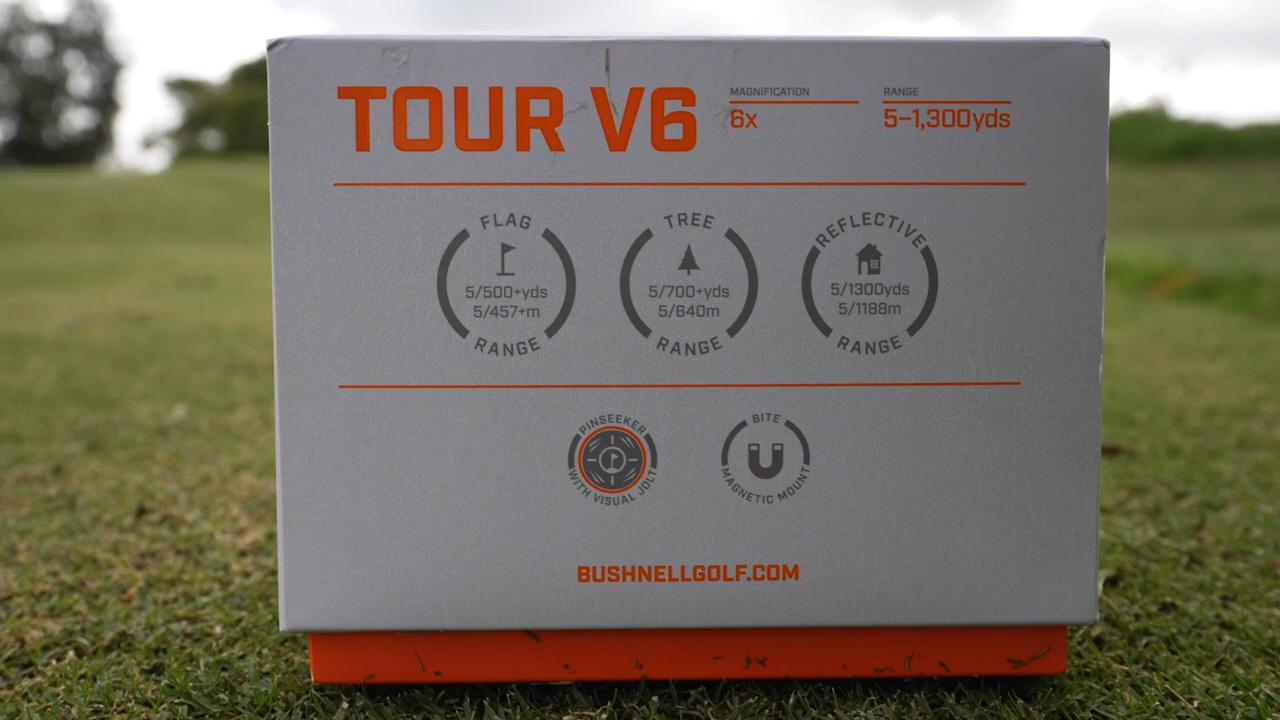 TOUR V6
MAGNIFICATION
6x
RANGE
5–1,300yds
FLAG
5/500+yds
5/457+m
RANGE
TREE
5/700+yds
5/640m
RANGE
REFLECTIVE
5/1300yds
5/1188m
RANGE
PINSEEKER
WITH VISUAL JOLT
BITE
MAGNETIC MOUNT
BUSHNELLGOLF.COM